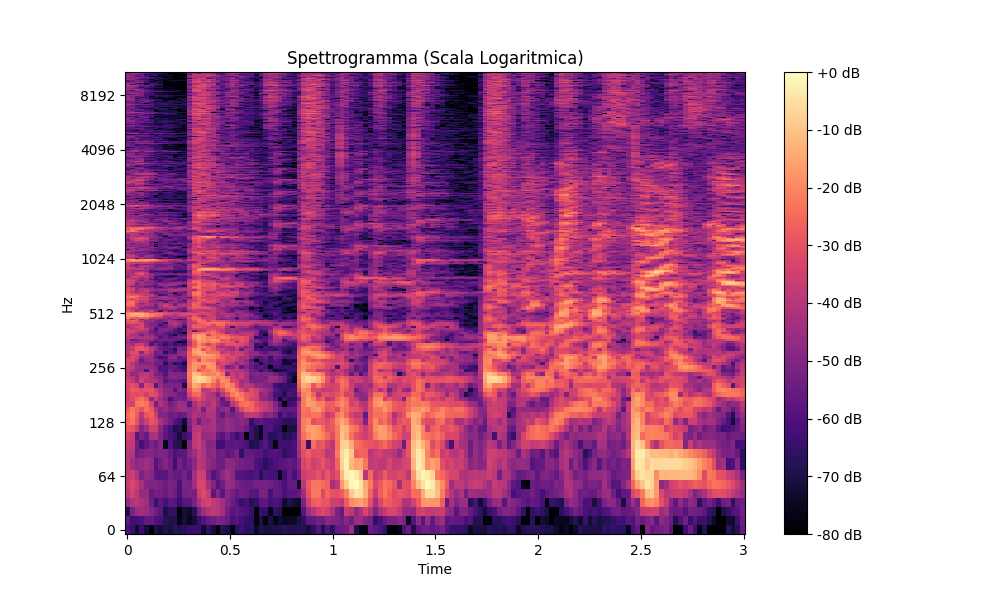 Spettrogramma (Scala Logaritmica)
Hz
8192
4096
2048
1024
512
256
128
64
0
0
0.5
1
1.5
2
2.5
3
Time
+0 dB
-10 dB
-20 dB
-30 dB
-40 dB
-50 dB
-60 dB
-70 dB
-80 dB